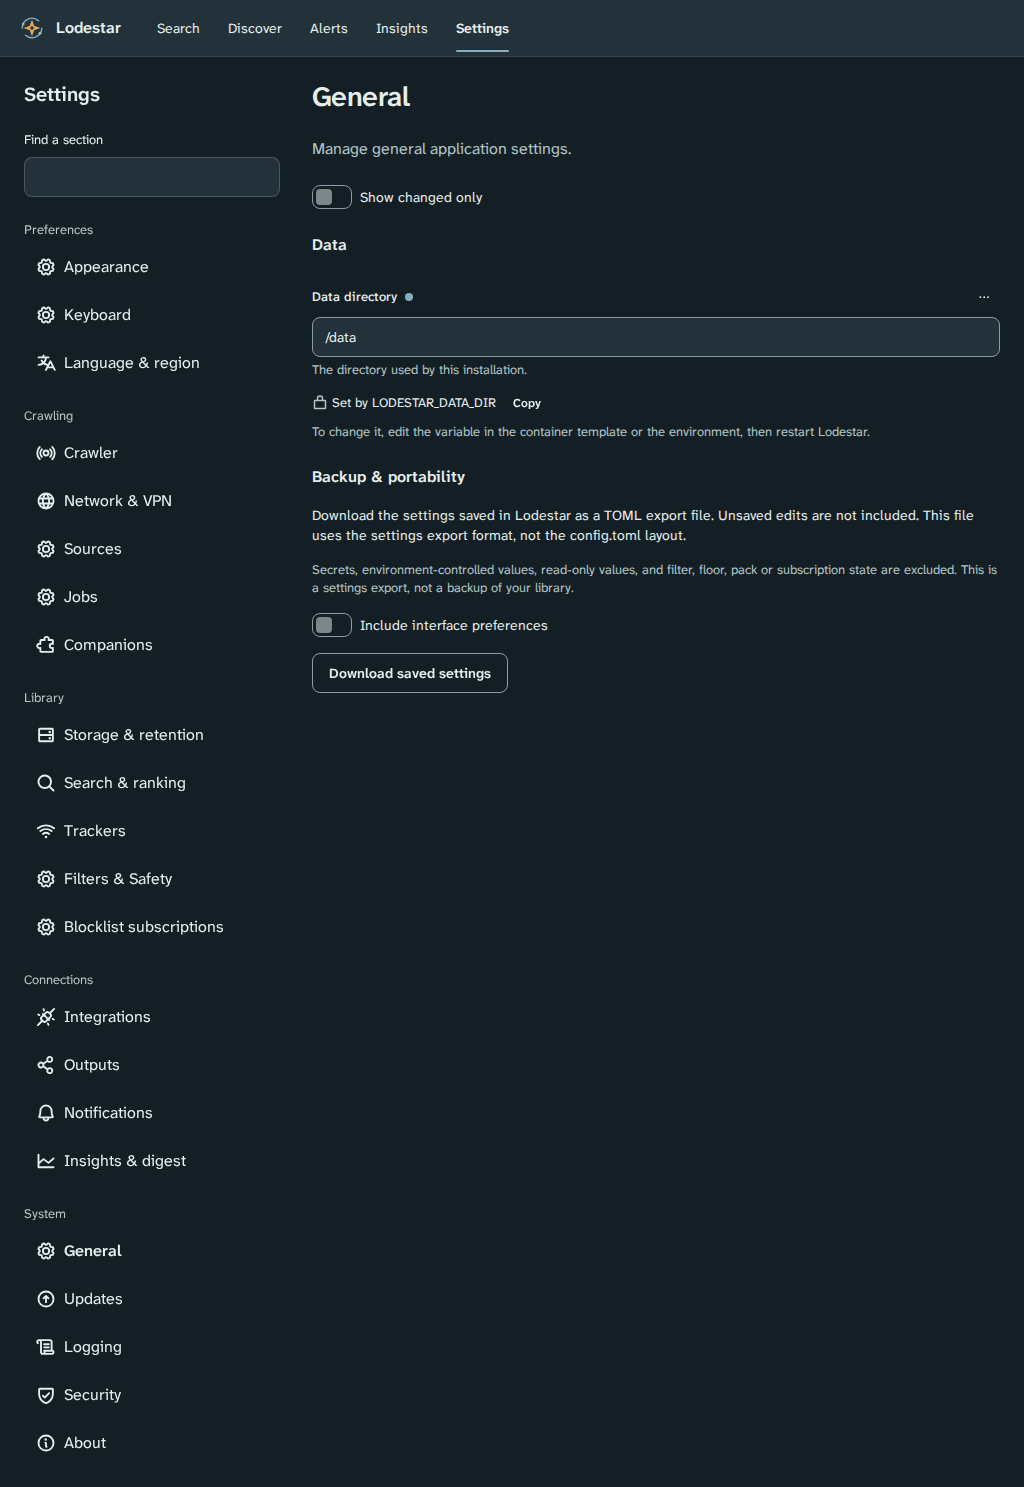 Lodestar
Search
Discover
Alerts
Insights
Settings
Settings
Find a section
Preferences
Appearance
Keyboard
Language & region
Crawling
Crawler
Network & VPN
Sources
Jobs
Companions
Library
Storage & retention
Search & ranking
Trackers
Filters & Safety
Blocklist subscriptions
Connections
Integrations
Outputs
Notifications
Insights & digest
System
General
Updates
Logging
Security
About
General
Manage general application settings.
Show changed only
Data
Data directory
...
/data
The directory used by this installation.
Set by LODESTAR_DATA_DIR Copy
To change it, edit the variable in the container template or the environment, then restart Lodestar.
Backup & portability
Download the settings saved in Lodestar as a TOML export file. Unsaved edits are not included. This file
uses the settings export format, not the config.toml layout.
Secrets, environment-controlled values, read-only values, and filter, floor, pack or subscription state are excluded. This is
a settings export, not a backup of your library.
Include interface preferences
Download saved settings